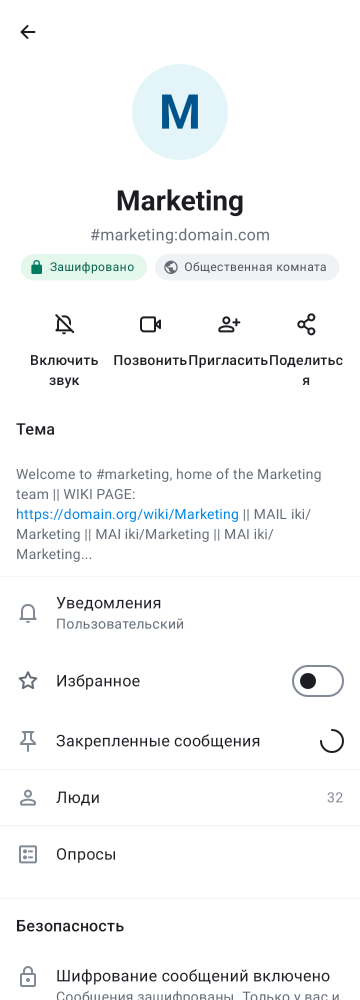 M
Marketing
#marketing:domain.com
Зашифровано Общественная комната
Включить звук Позвонить Пригласить Поделиться
Тема
Welcome to #marketing, home of the Marketing
team || WIKI PAGE:
https://domain.org/wiki/Marketing || MAIL iki/
Marketing || MAI iki/Marketing || MAI iki/
Marketing...
Уведомления
Пользовательский
Избранное
Закрепленные сообщения
Люди 32
Опросы
Безопасность
Шифрование сообщений включено
Сообщения зашифрованы. Только у вас и